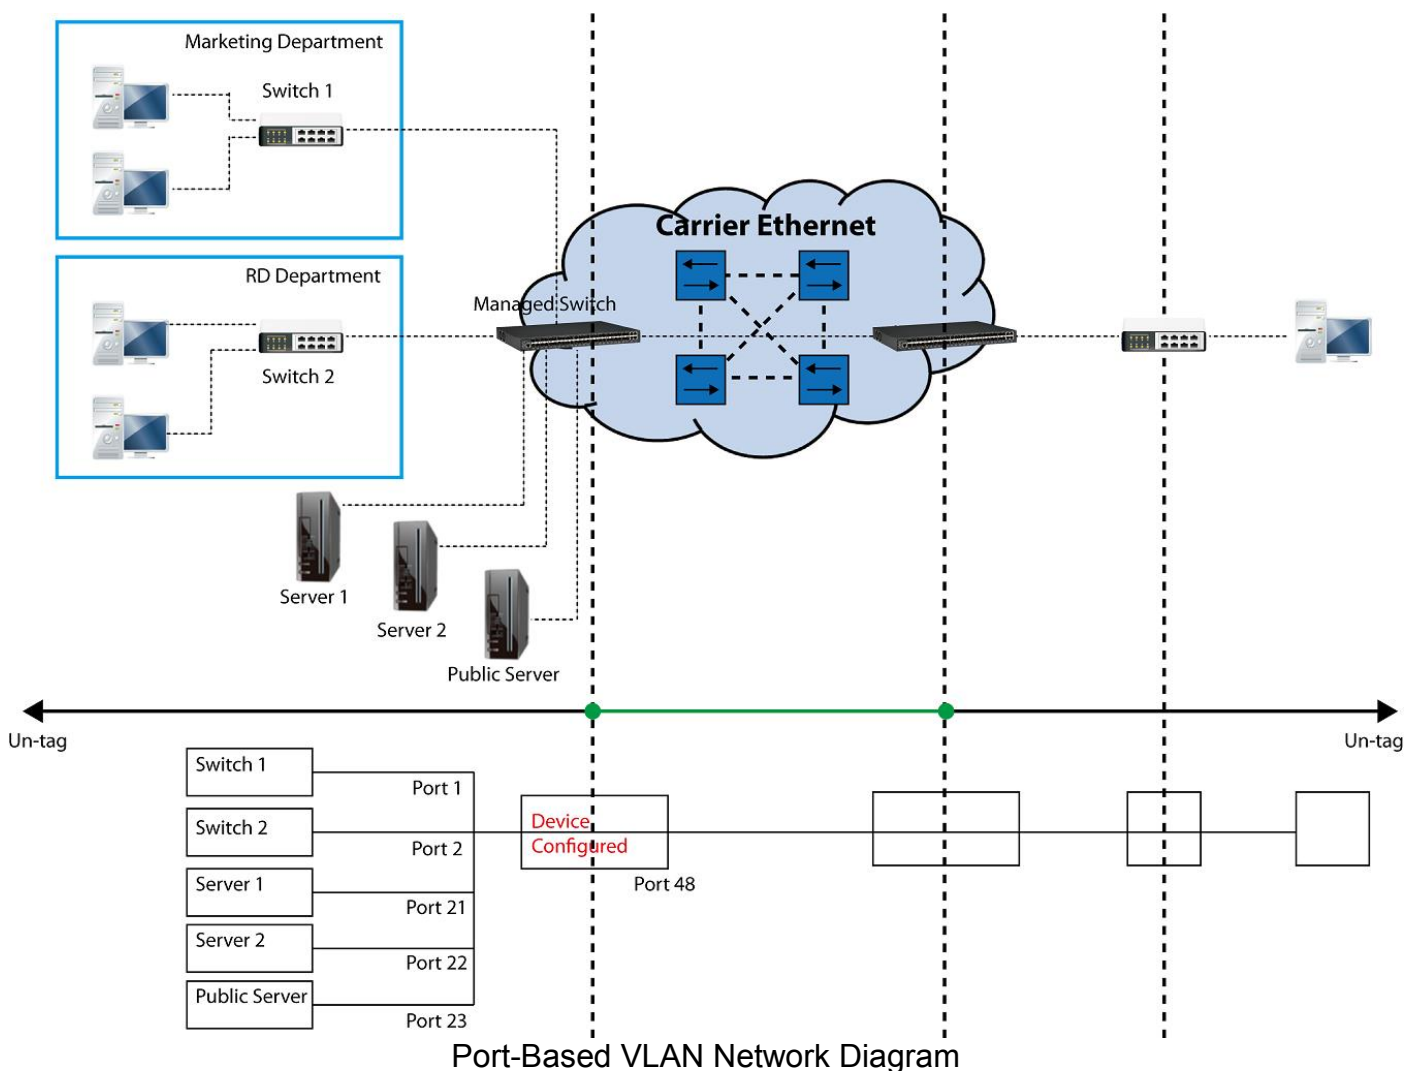 Marketing Department
Switch 1
Carrier Ethernet
RD Department
Managed Switch
Switch 2
Server 1
Server 2
Public Server
Un-tag
Un-tag
Switch 1
Port 1
Switch 2
Port 2
Device
Configured
Server 1
Port 48
Port 21
Server 2
Port 22
Public Server
Port 23
Port-Based VLAN Network Diagram